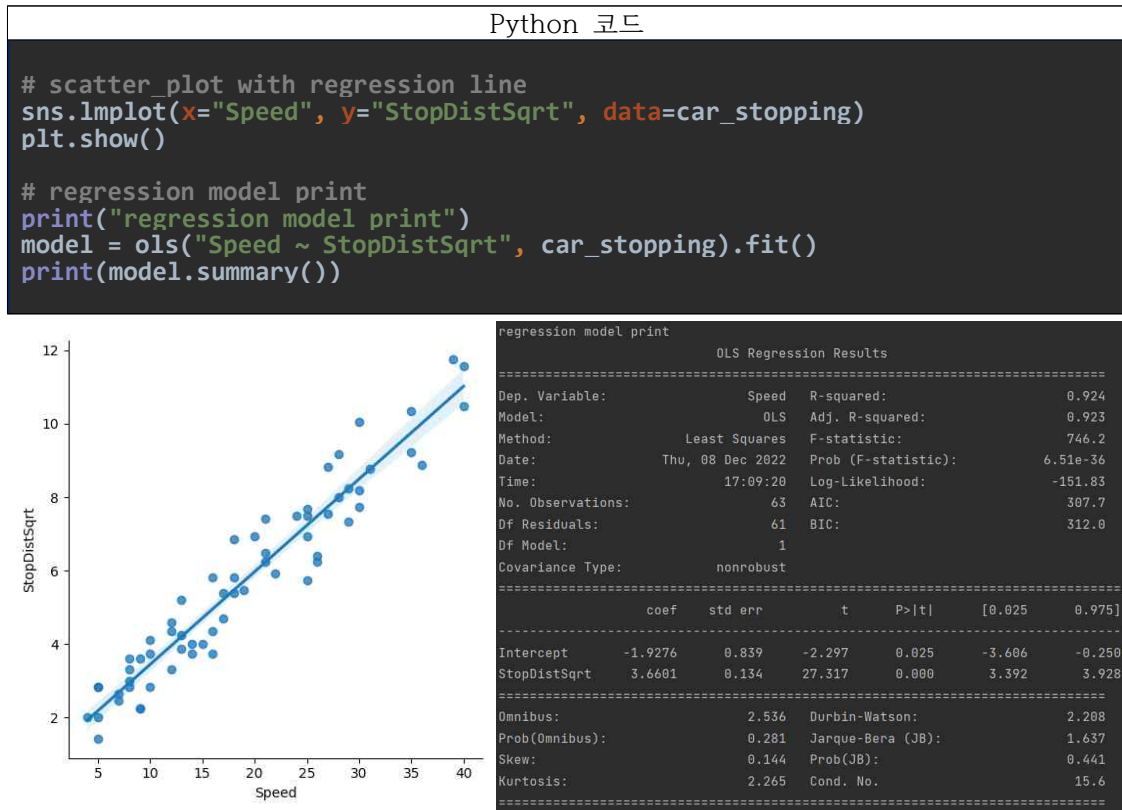 Python 코드
# scatter_plot with regression line
sns.lmplot(x="Speed", y="StopDistSqrt", data=car_stopping)
plt.show()
# regression model print
print("regression model print")
model = ols("Speed ~ StopDistSqrt", car_stopping).fit()
print(model.summary())
12
10
8
6
4
2
StopDistSqrt
5 10 15 20 25 30 35 40
Speed
regression model print
OLS Regression Results
==============================================================================
Dep. Variable: Speed R-squared: 0.924
Model: OLS Adj. R-squared: 0.923
Method: Least Squares F-statistic: 746.2
Date: Thu, 08 Dec 2022 Prob (F-statistic): 6.51e-36
Time: 17:09:20 Log-Likelihood: -151.83
No. Observations: 63 AIC: 307.7
Df Residuals: 61 BIC: 312.0
Df Model: 1
Covariance Type: nonrobust
==============================================================================
coef std err t P>|t| [0.025 0.975]
------------------------------------------------------------------------------
Intercept -1.9276 0.839 -2.297 0.025 -3.606 -0.250
StopDistSqrt 3.6601 0.134 27.317 0.000 3.392 3.928
==============================================================================
Omnibus: 2.536 Durbin-Watson: 2.208
Prob(Omnibus): 0.281 Jarque-Bera (JB): 1.637
Skew: 0.144 Prob(JB): 0.441
Kurtosis: 2.265 Cond. No. 15.6
==============================================================================